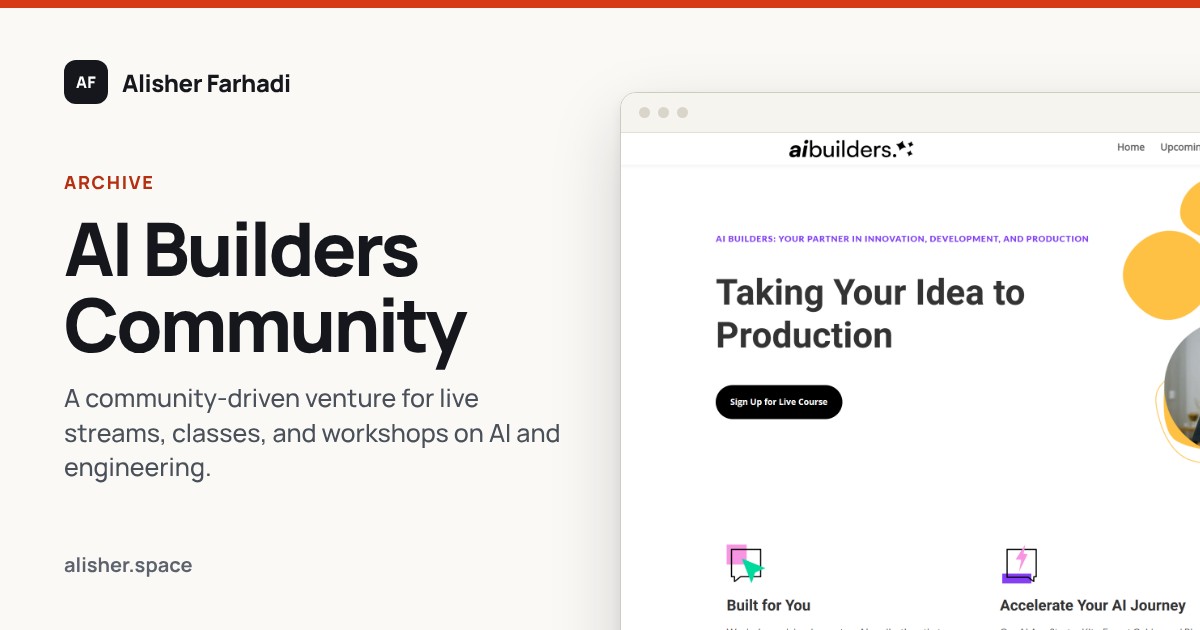 AF
Alisher Farhadi
ARCHIVE
AI Builders
Community
A community-driven venture for live
streams, classes, and workshops on AI and
engineering.
alisher.space
aibuilders.
Home
AI BUILDERS: YOUR PARTNER IN INNOVATION, DEVELOPMENT, AND PRODUCTION
Taking Your Idea to
Production
Sign Up for Live Course
Built for You
Accelerate Your AI Journey